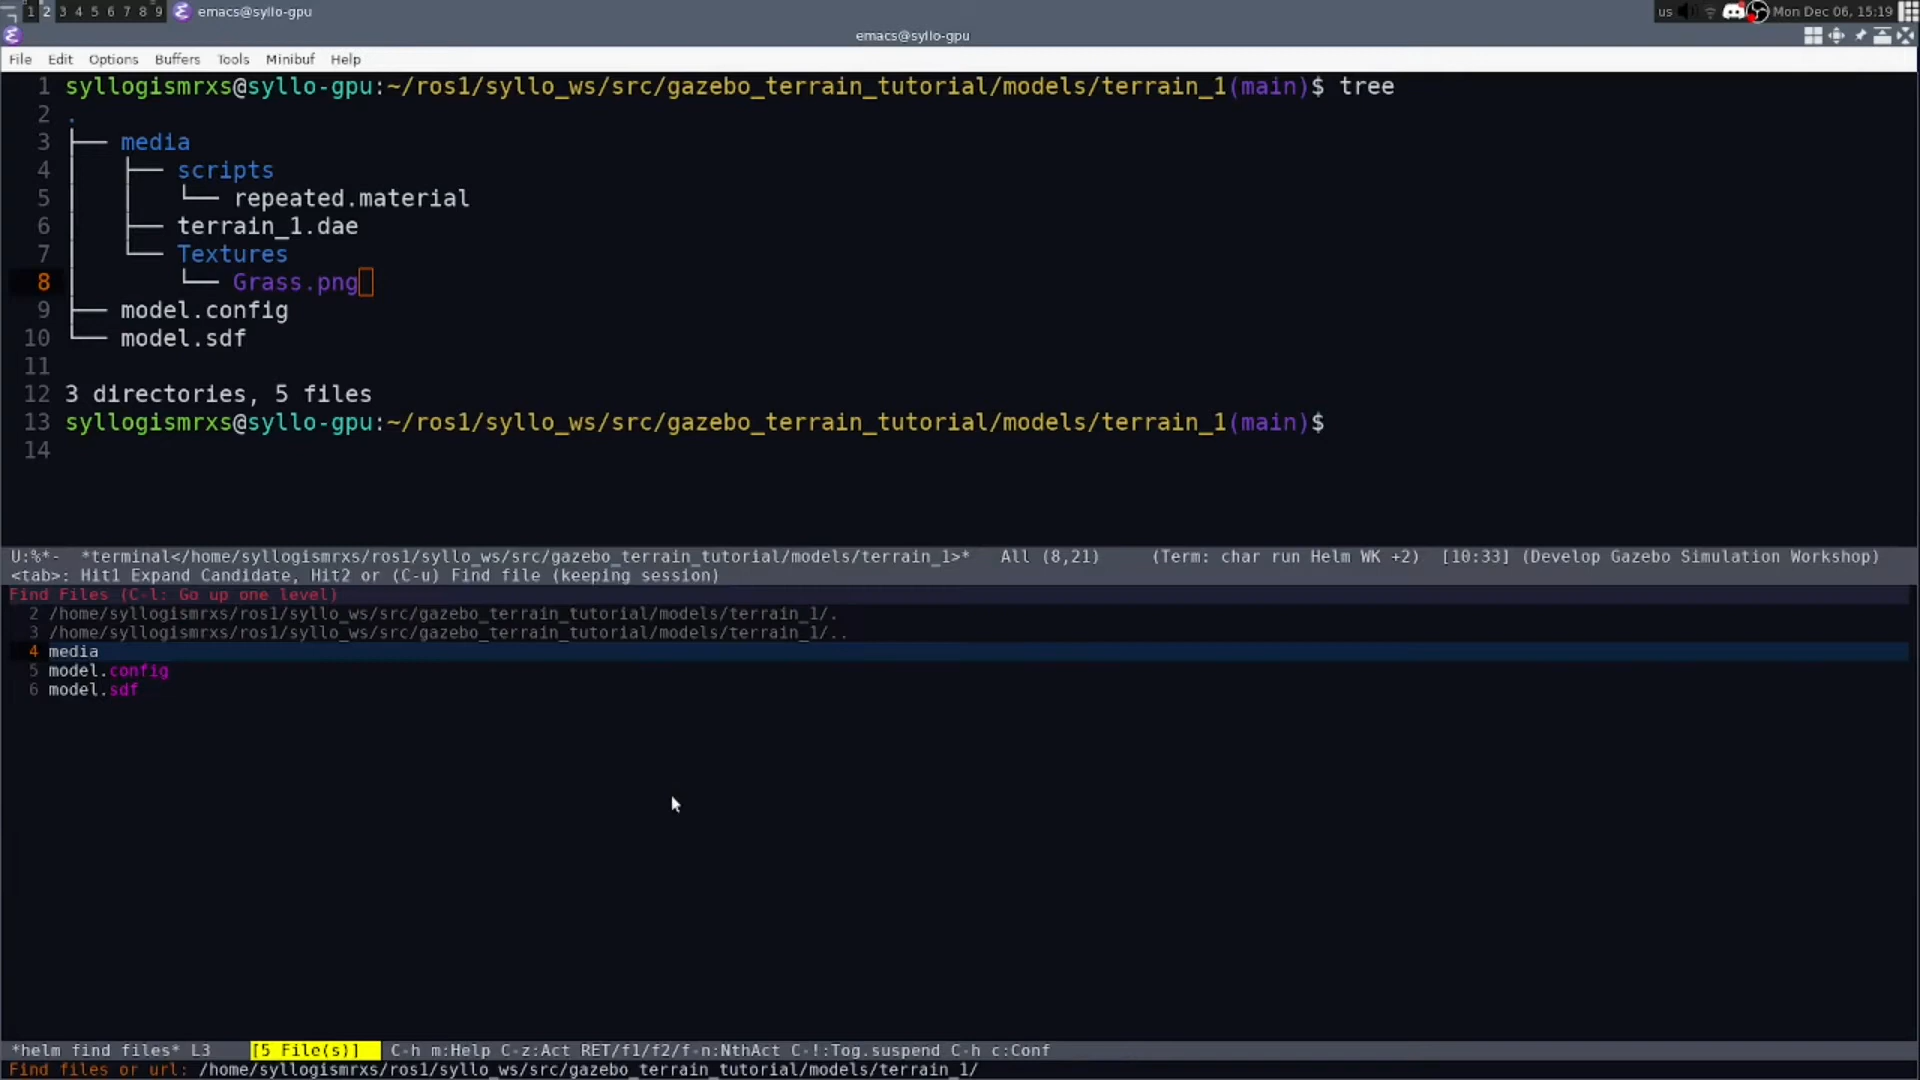 1 2 3 4 5 6 7 8 9 emacs@syllo-gpu us Mon Dec 06, 15:19
emacs@syllo-gpu
File Edit Options Buffers Tools Minibuf Help
1 syllogismrxs@syllo-gpu:~/ros1/syllo_ws/src/gazebo_terrain_tutorial/models/terrain_1(main)$ tree
2 .
3 ├── media
4 │   ├── scripts
5 │   │   └── repeated.material
6 │   ├── terrain_1.dae
7 │   └── Textures
8 │       └── Grass.png
9 ├── model.config
10 └── model.sdf
11
12 3 directories, 5 files
13 syllogismrxs@syllo-gpu:~/ros1/syllo_ws/src/gazebo_terrain_tutorial/models/terrain_1(main)$
14
U:%*- *terminal</home/syllogismrxs/ros1/syllo_ws/src/gazebo_terrain_tutorial/models/terrain_1>* All (8,21) (Term: char run Helm WK +2) [10:33] (Develop Gazebo Simulation Workshop)
<tab>: Hit1 Expand Candidate, Hit2 or (C-u) Find file (keeping session)
Find Files (C-l: Go up one level)
2 /home/syllogismrxs/ros1/syllo_ws/src/gazebo_terrain_tutorial/models/terrain_1/.
3 /home/syllogismrxs/ros1/syllo_ws/src/gazebo_terrain_tutorial/models/terrain_1/..
4 media
5 model.config
6 model.sdf
*helm find files* L3 [5 File(s)] C-h m:Help C-z:Act RET/f1/f2/f-n:NthAct C-!:Tog.suspend C-h c:Conf
Find files or url: /home/syllogismrxs/ros1/syllo_ws/src/gazebo_terrain_tutorial/models/terrain_1/